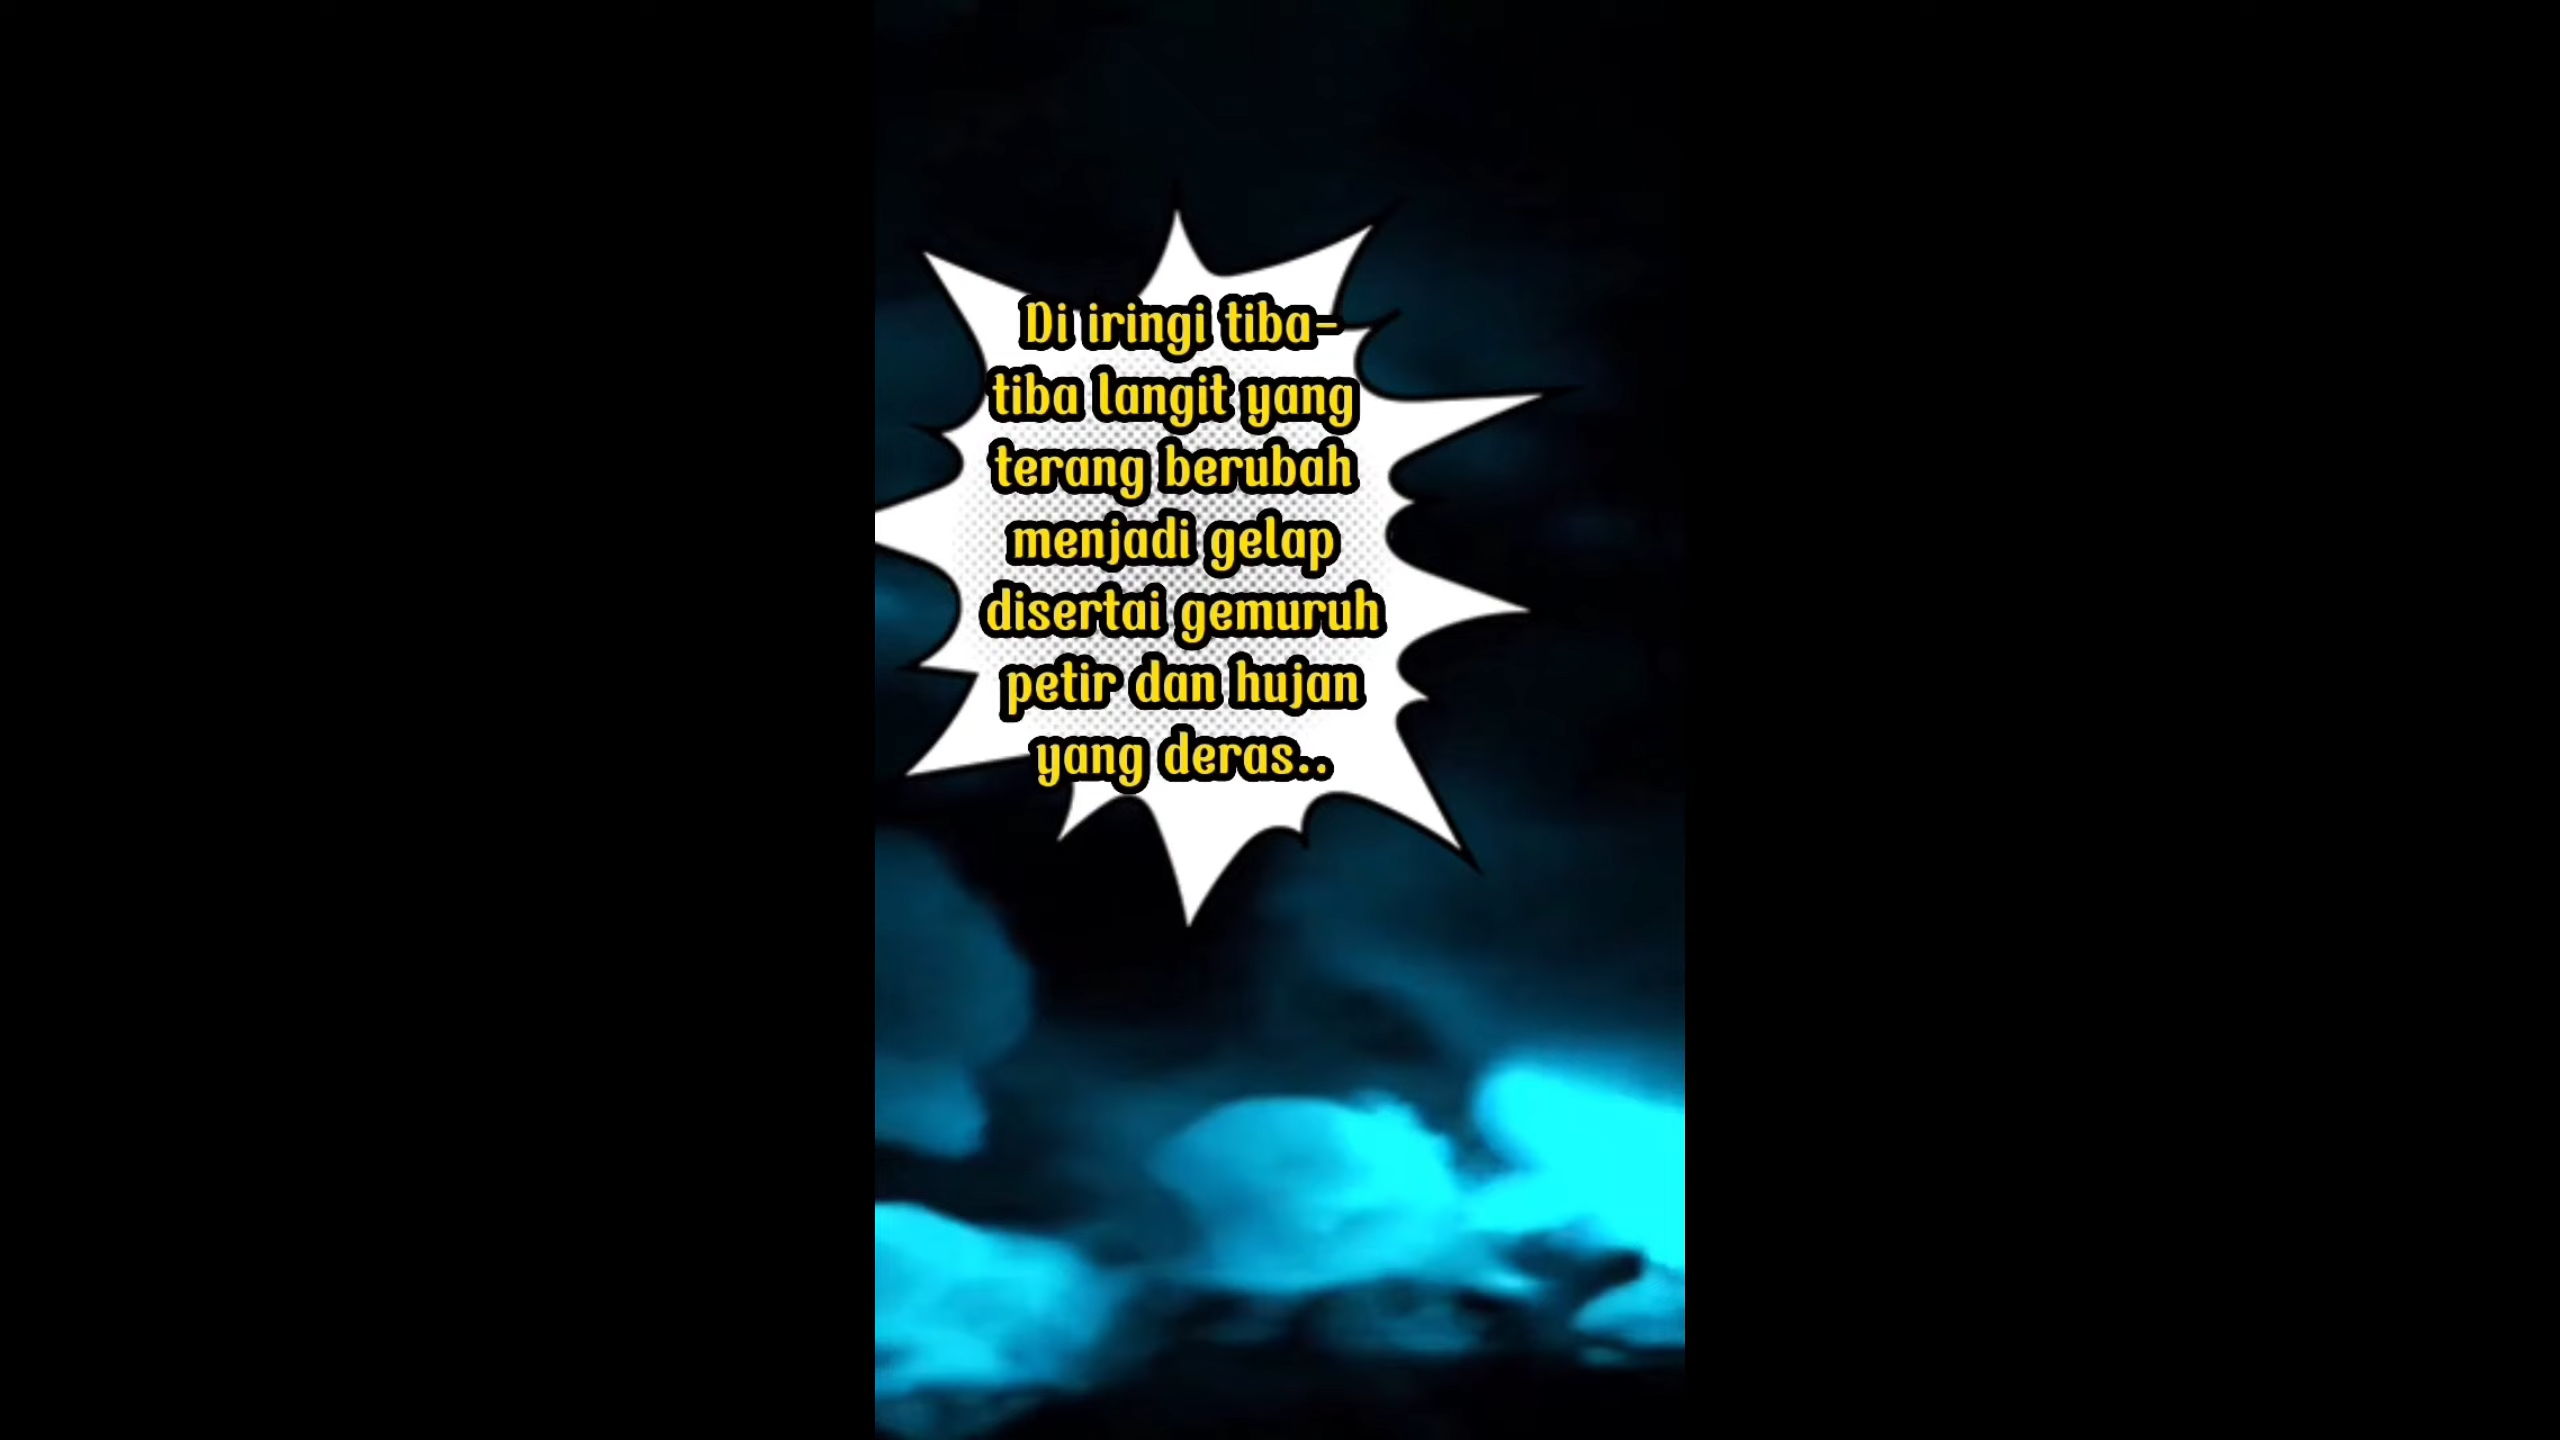 Di iringi tiba-
tiba langit yang
terang berubah
menjadi gelap
disertai gemuruh
petir dan hujan
yang deras..